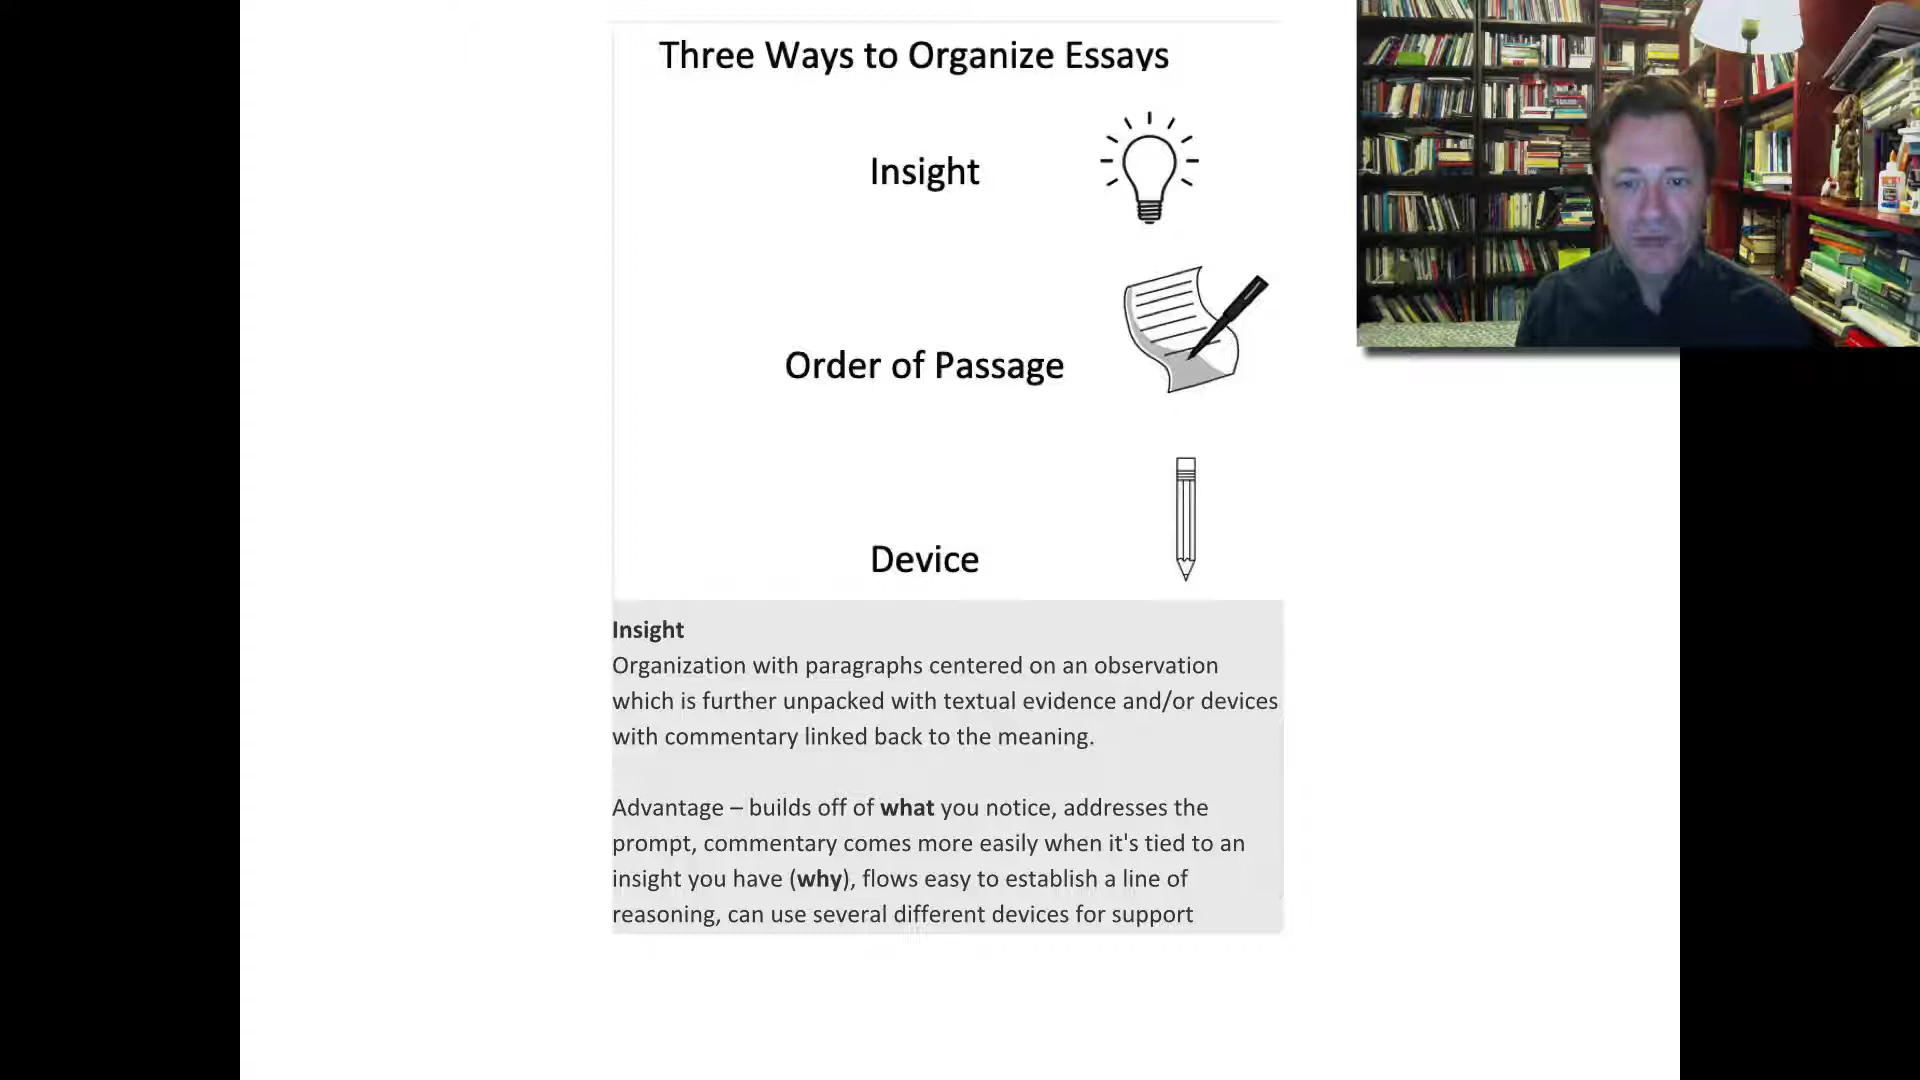 Three Ways to Organize Essays
Insight
Order of Passage
Device
Insight
Organization with paragraphs centered on an observation
which is further unpacked with textual evidence and/or devices
with commentary linked back to the meaning.
Advantage – builds off of what you notice, addresses the
prompt, commentary comes more easily when it's tied to an
insight you have (why), flows easy to establish a line of
reasoning, can use several different devices for support